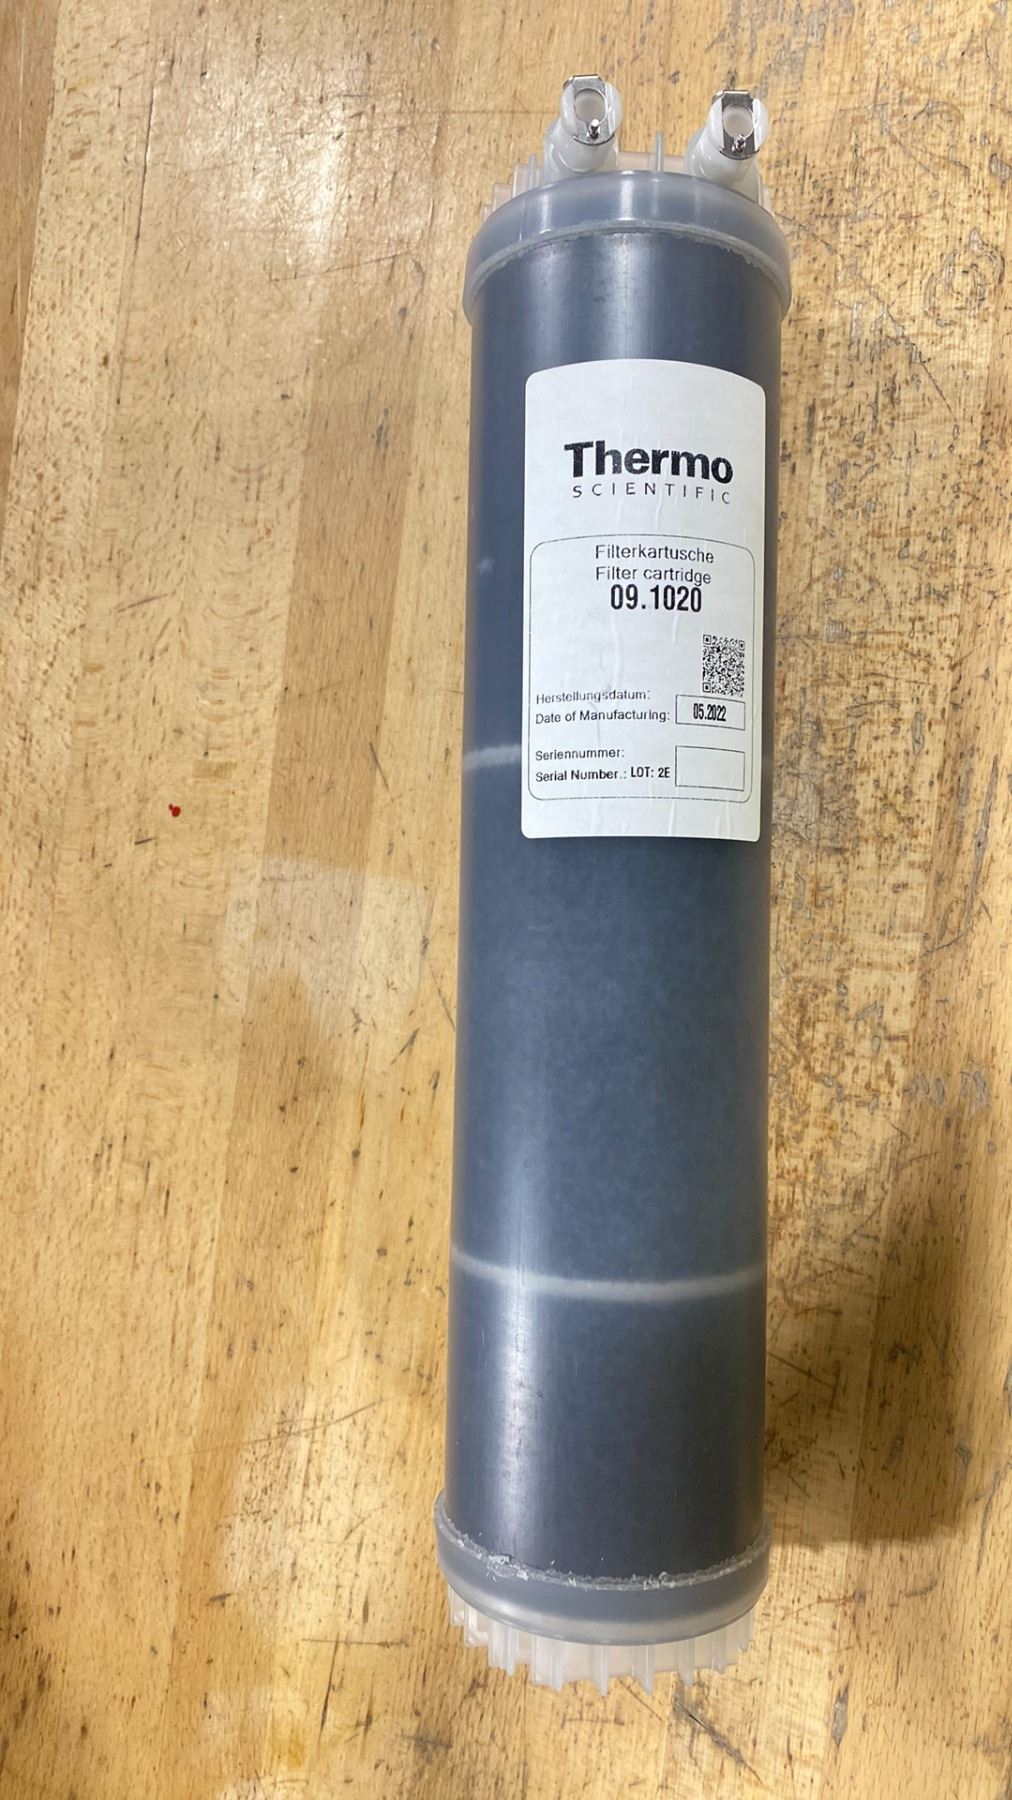 Thermo
SCIENTIFIC
Filterkartusche
Filter cartridge
09.1020
Herstellungsdatum:
Date of Manufacturing: 05.2022
Seriennummer:
Serial Number.: LOT: 2E